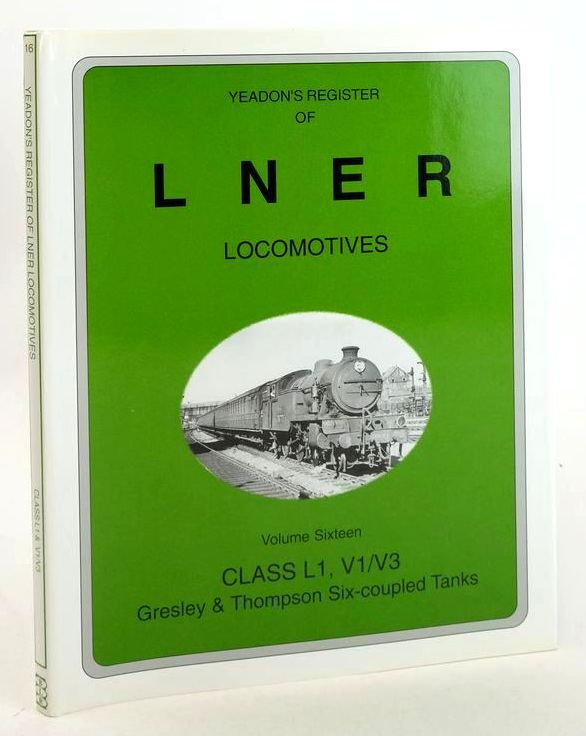 YEADON'S REGISTER
OF
L N E R
LOCOMOTIVES
Volume Sixteen
CLASS L1, V1/V3
Gresley & Thompson Six-coupled Tanks
16
YEADON'S REGISTER OF LNER LOCOMOTIVES
CLASS L1 & V1/V3